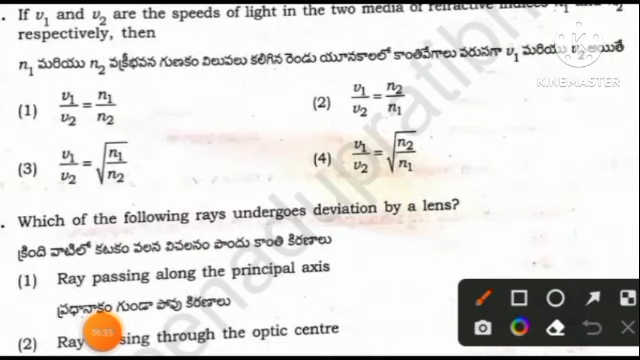 . If v₁ and v₂ are the speeds of light in the two media of refractive indices n₁ and n₂
respectively, then
n₁ మరియు n₂ వక్రీభవన గుణకం విలువలు కలిగిన రెండు యూనకాలలో కాంతివేగాలు వరుసగా v₁ మరియు v₂ అయితే
KINEMASTER
(1) v₁/v₂ = n₁/n₂
(2) v₁/v₂ = n₂/n₁
(3) v₁/v₂ = √(n₁/n₂)
(4) v₁/v₂ = √(n₂/n₁)
. Which of the following rays undergoes deviation by a lens?
క్రింది వాటిలో కటకం వలన విచలనం పొందు కాంతి కిరణాలు
(1) Ray passing along the principal axis
ప్రధానాక్షం గుండా పోవు కిరణాలు
(2) Ray sing through the optic centre
06:35